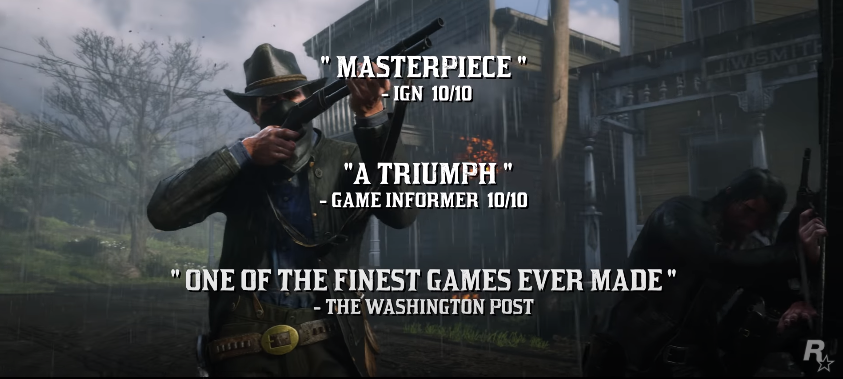 " MASTERPIECE "
- IGN 10/10
"A TRIUMPH "
- GAME INFORMER 10/10
" ONE OF THE FINEST GAMES EVER MADE "
- THE WASHINGTON POST
J.W.SMITH
R